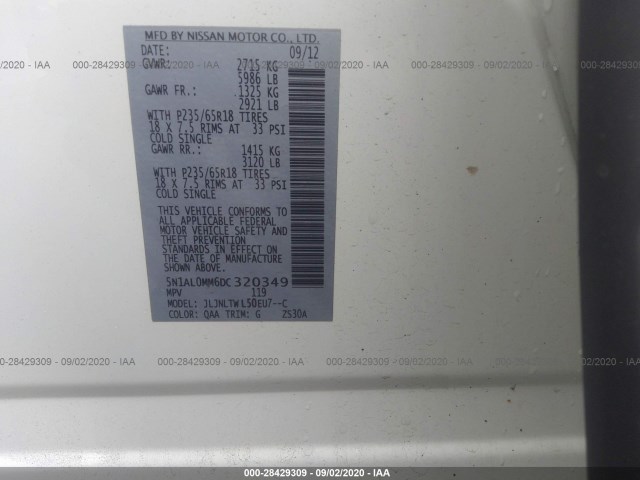 MFD BY NISSAN MOTOR CO., LTD.
DATE: 09/12
GVWR: 2715 KG
5986 LB
GAWR FR.: 1325 KG
2921 LB
WITH P235/65R18 TIRES
18 X 7.5 RIMS AT 33 PSI
COLD SINGLE
GAWR RR.: 1415 KG
3120 LB
WITH P235/65R18 TIRES
18 X 7.5 RIMS AT 33 PSI
COLD SINGLE
THIS VEHICLE CONFORMS TO
ALL APPLICABLE FEDERAL
MOTOR VEHICLE SAFETY AND
THEFT PREVENTION
STANDARDS IN EFFECT ON
THE DATE OF MANUFACTURE
SHOWN ABOVE.
5N1AL0MM6DC320349
MPV 119
MODEL: JLJNLTWL50EU7--C
COLOR: QAA TRIM: G ZS30A
000-28429309 - 09/02/2020 - IAA